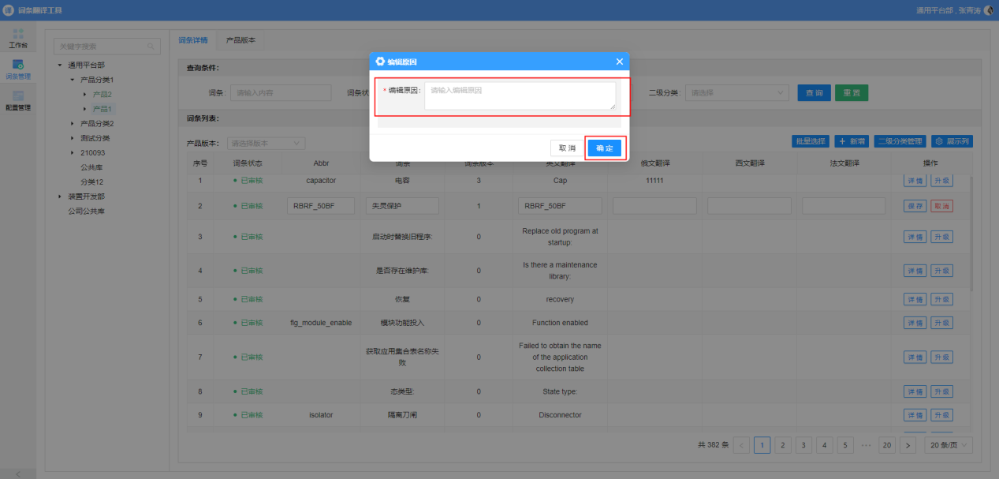 译 词条翻译工具
通用平台部 , 张霄涛
工作台
词条管理
配置管理
关键字搜索
通用平台部
产品分类1
产品2
产品1
产品分类2
测试分类
210093
公共库
分类12
装置开发部
公司公共库
词条详情 产品版本
查询条件:
词条: 请输入内容 词条状 二级分类: 请选择 查 询 重 置
编辑原因
* 编辑原因: 请输入编辑原因
取 消 确 定
词条列表:
产品版本: 请选择版本 批量选择 + 新增 二级分类管理 展示列
序号 词条状态 Abbr 词条 词条版本 英文翻译 俄文翻译 西文翻译 法文翻译 操作
1 已审核 capacitor 电容 3 Cap 11111 详 情 升 级
2 已审核 RBRF_50BF 失灵保护 1 RBRF_50BF 保 存 取 消
3 已审核 启动时替换旧程序: 0 Replace old program at startup: 详 情 升 级
4 已审核 是否存在维护库: 0 Is there a maintenance library: 详 情 升 级
5 已审核 恢复 0 recovery 详 情 升 级
6 已审核 flg_module_enable 模块功能投入 0 Function enabled 详 情 升 级
7 已审核 获取应用集合表名称失败 0 Failed to obtain the name of the application collection table 详 情 升 级
8 已审核 态类型: 0 State type: 详 情 升 级
9 已审核 isolator 隔离刀闸 0 Disconnector 详 情 升 级
共 382 条 < 1 2 3 4 5 ••• 20 > 20 条/页